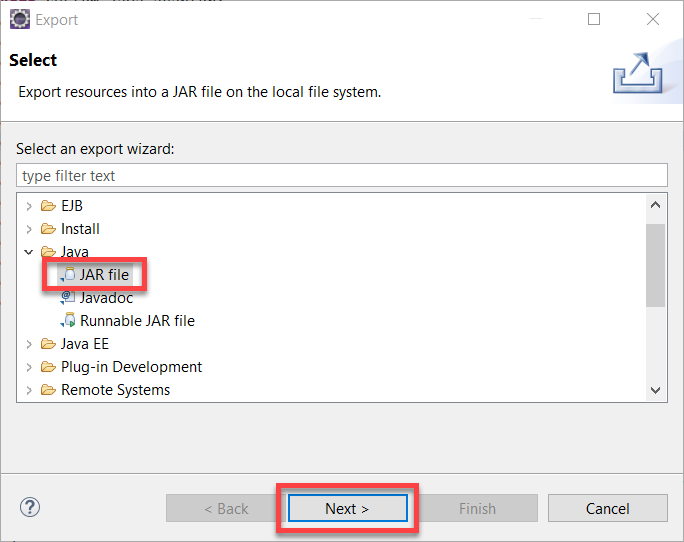 Export
Select
Export resources into a JAR file on the local file system.
Select an export wizard:
type filter text
EJB
Install
Java
JAR file
Javadoc
Runnable JAR file
Java EE
Plug-in Development
Remote Systems
< Back
Next >
Finish
Cancel